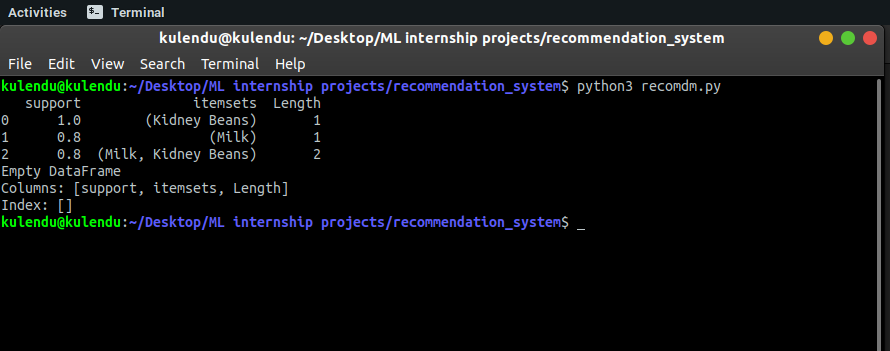 Activities Terminal
kulendu@kulendu: ~/Desktop/ML internship projects/recommendation_system
File Edit View Search Terminal Help
kulendu@kulendu:~/Desktop/ML internship projects/recommendation_system$ python3 recomdm.py
   support              itemsets  Length
0      1.0        (Kidney Beans)       1
1      0.8                (Milk)       1
2      0.8  (Milk, Kidney Beans)       2
Empty DataFrame
Columns: [support, itemsets, Length]
Index: []
kulendu@kulendu:~/Desktop/ML internship projects/recommendation_system$ _